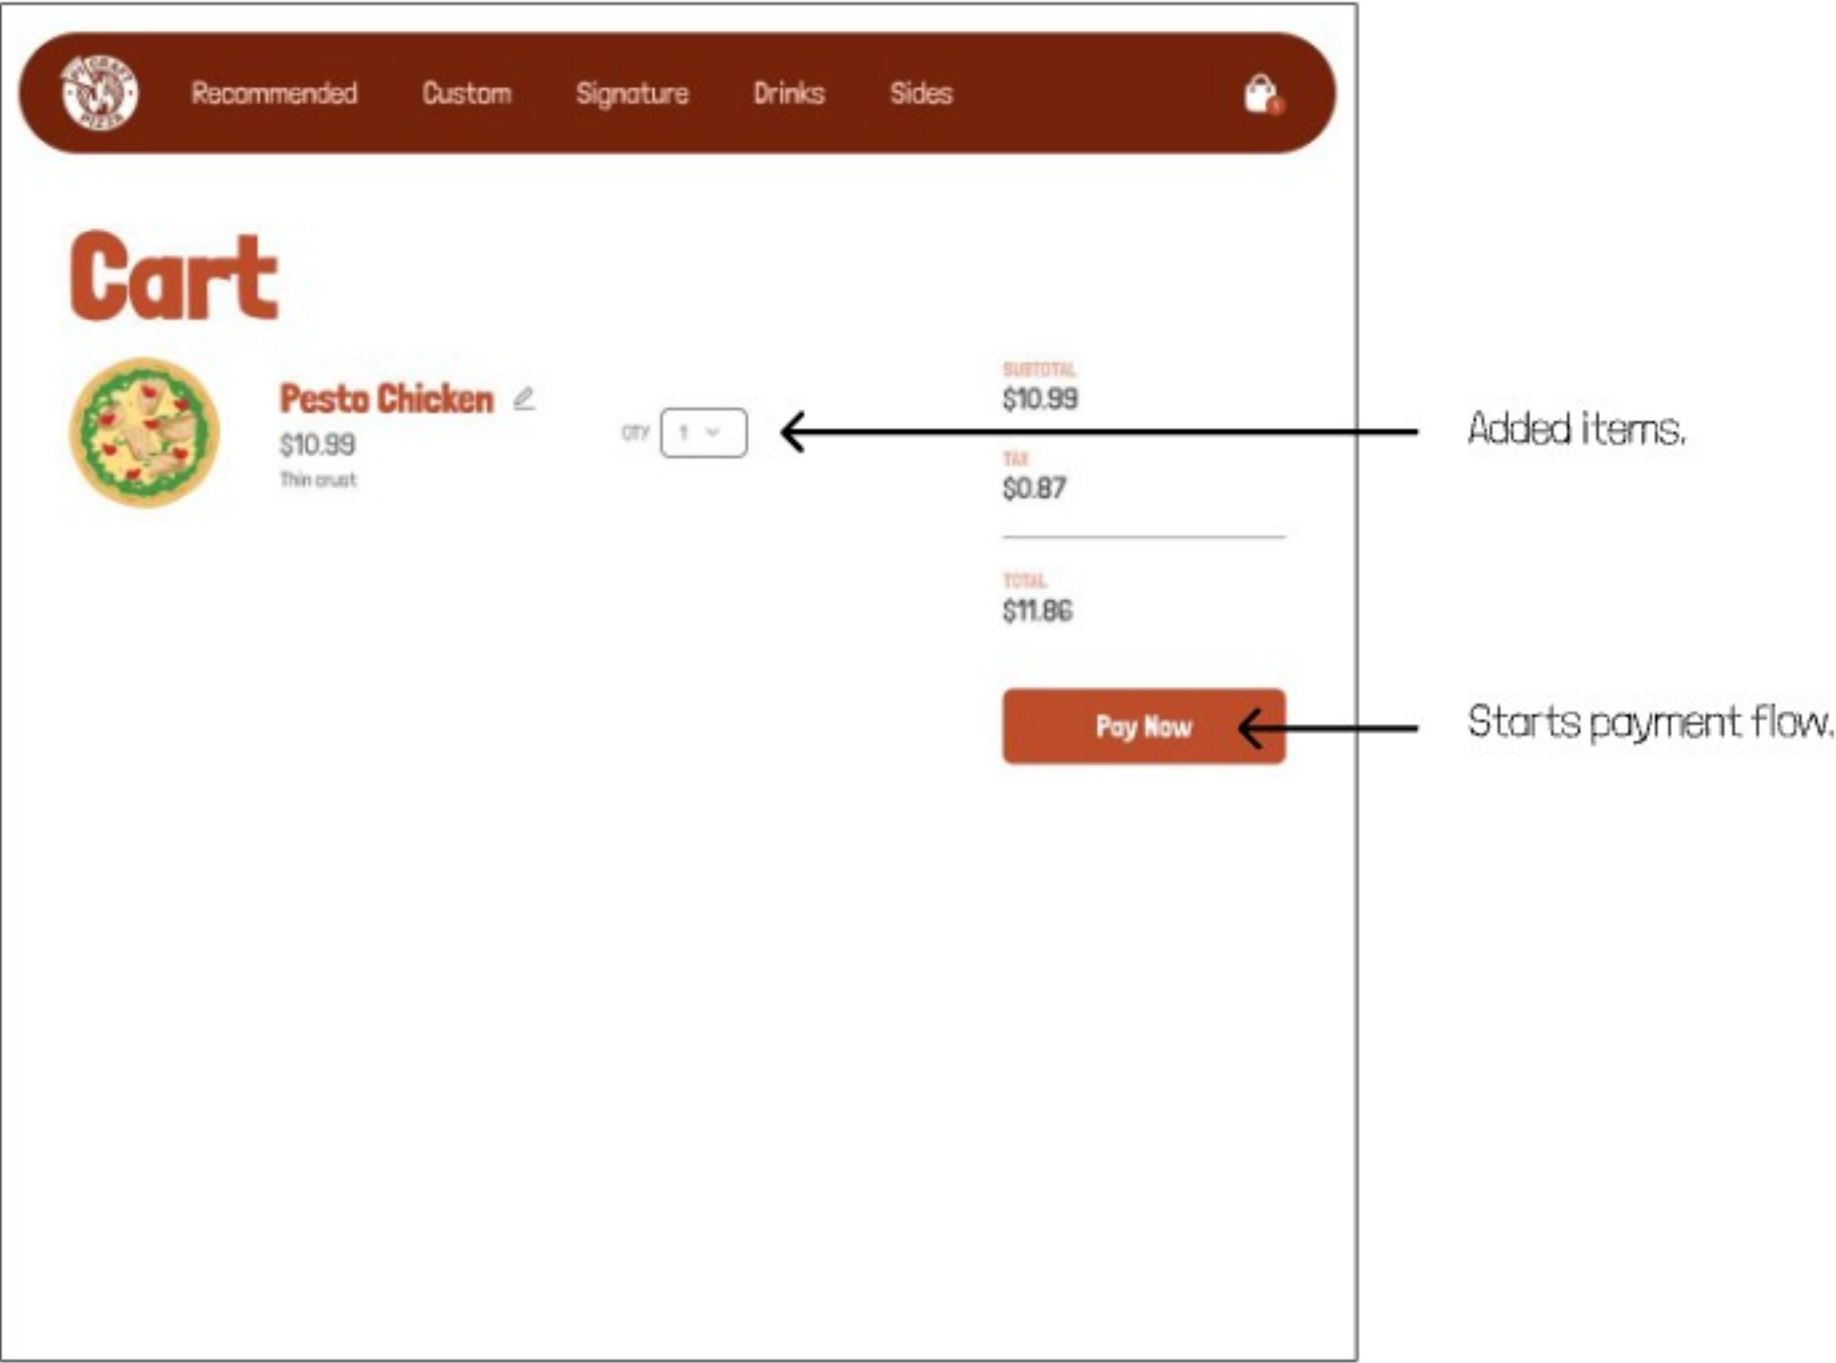 Recommended Custom Signature Drinks Sides
Cart
Pesto Chicken
$10.99
Thin crust
QTY 1
SUBTOTAL
$10.99
TAX
$0.87
TOTAL
$11.86
Pay Now
Added items.
Starts payment flow.